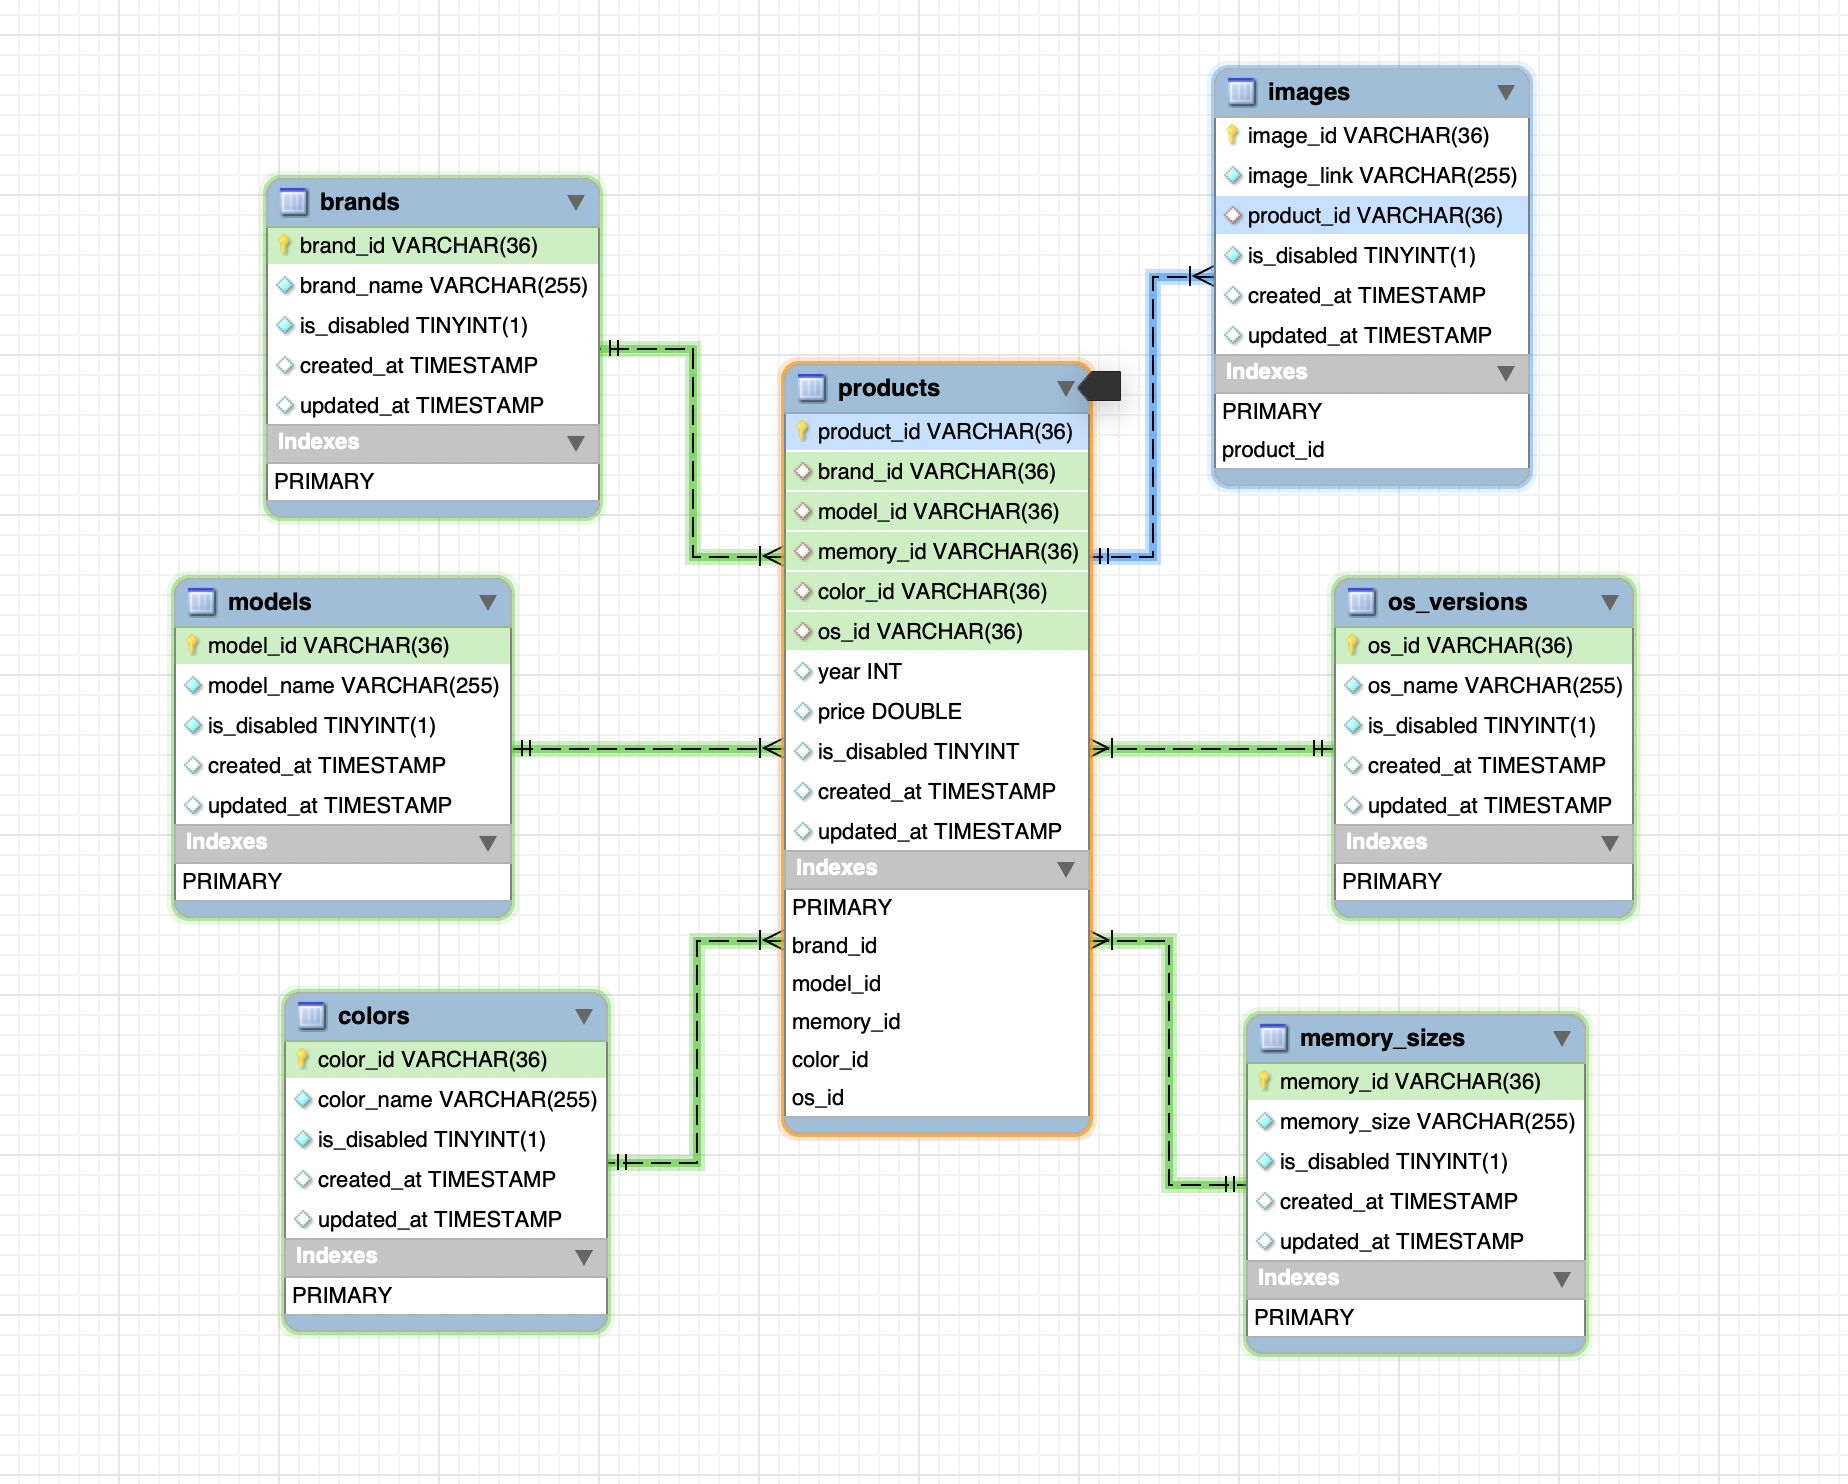 brands
brand_id VARCHAR(36)
brand_name VARCHAR(255)
is_disabled TINYINT(1)
created_at TIMESTAMP
updated_at TIMESTAMP
Indexes
PRIMARY
models
model_id VARCHAR(36)
model_name VARCHAR(255)
is_disabled TINYINT(1)
created_at TIMESTAMP
updated_at TIMESTAMP
Indexes
PRIMARY
colors
color_id VARCHAR(36)
color_name VARCHAR(255)
is_disabled TINYINT(1)
created_at TIMESTAMP
updated_at TIMESTAMP
Indexes
PRIMARY
products
product_id VARCHAR(36)
brand_id VARCHAR(36)
model_id VARCHAR(36)
memory_id VARCHAR(36)
color_id VARCHAR(36)
os_id VARCHAR(36)
year INT
price DOUBLE
is_disabled TINYINT
created_at TIMESTAMP
updated_at TIMESTAMP
Indexes
PRIMARY
brand_id
model_id
memory_id
color_id
os_id
images
image_id VARCHAR(36)
image_link VARCHAR(255)
product_id VARCHAR(36)
is_disabled TINYINT(1)
created_at TIMESTAMP
updated_at TIMESTAMP
Indexes
PRIMARY
product_id
os_versions
os_id VARCHAR(36)
os_name VARCHAR(255)
is_disabled TINYINT(1)
created_at TIMESTAMP
updated_at TIMESTAMP
Indexes
PRIMARY
memory_sizes
memory_id VARCHAR(36)
memory_size VARCHAR(255)
is_disabled TINYINT(1)
created_at TIMESTAMP
updated_at TIMESTAMP
Indexes
PRIMARY